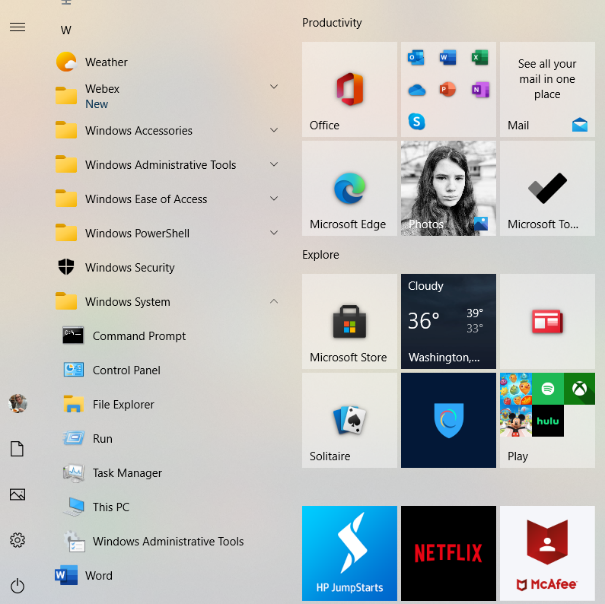 W
Weather
Webex
New
Windows Accessories
Windows Administrative Tools
Windows Ease of Access
Windows PowerShell
Windows Security
Windows System
Command Prompt
Control Panel
File Explorer
Run
Task Manager
This PC
Windows Administrative Tools
Word
Productivity
Office
See all your
mail in one
place
Mail
Microsoft Edge
Photos
Microsoft To...
Explore
Microsoft Store
Cloudy
36°
39°
33°
Washington,...
Solitaire
hulu
Play
HP JumpStarts
NETFLIX
McAfee